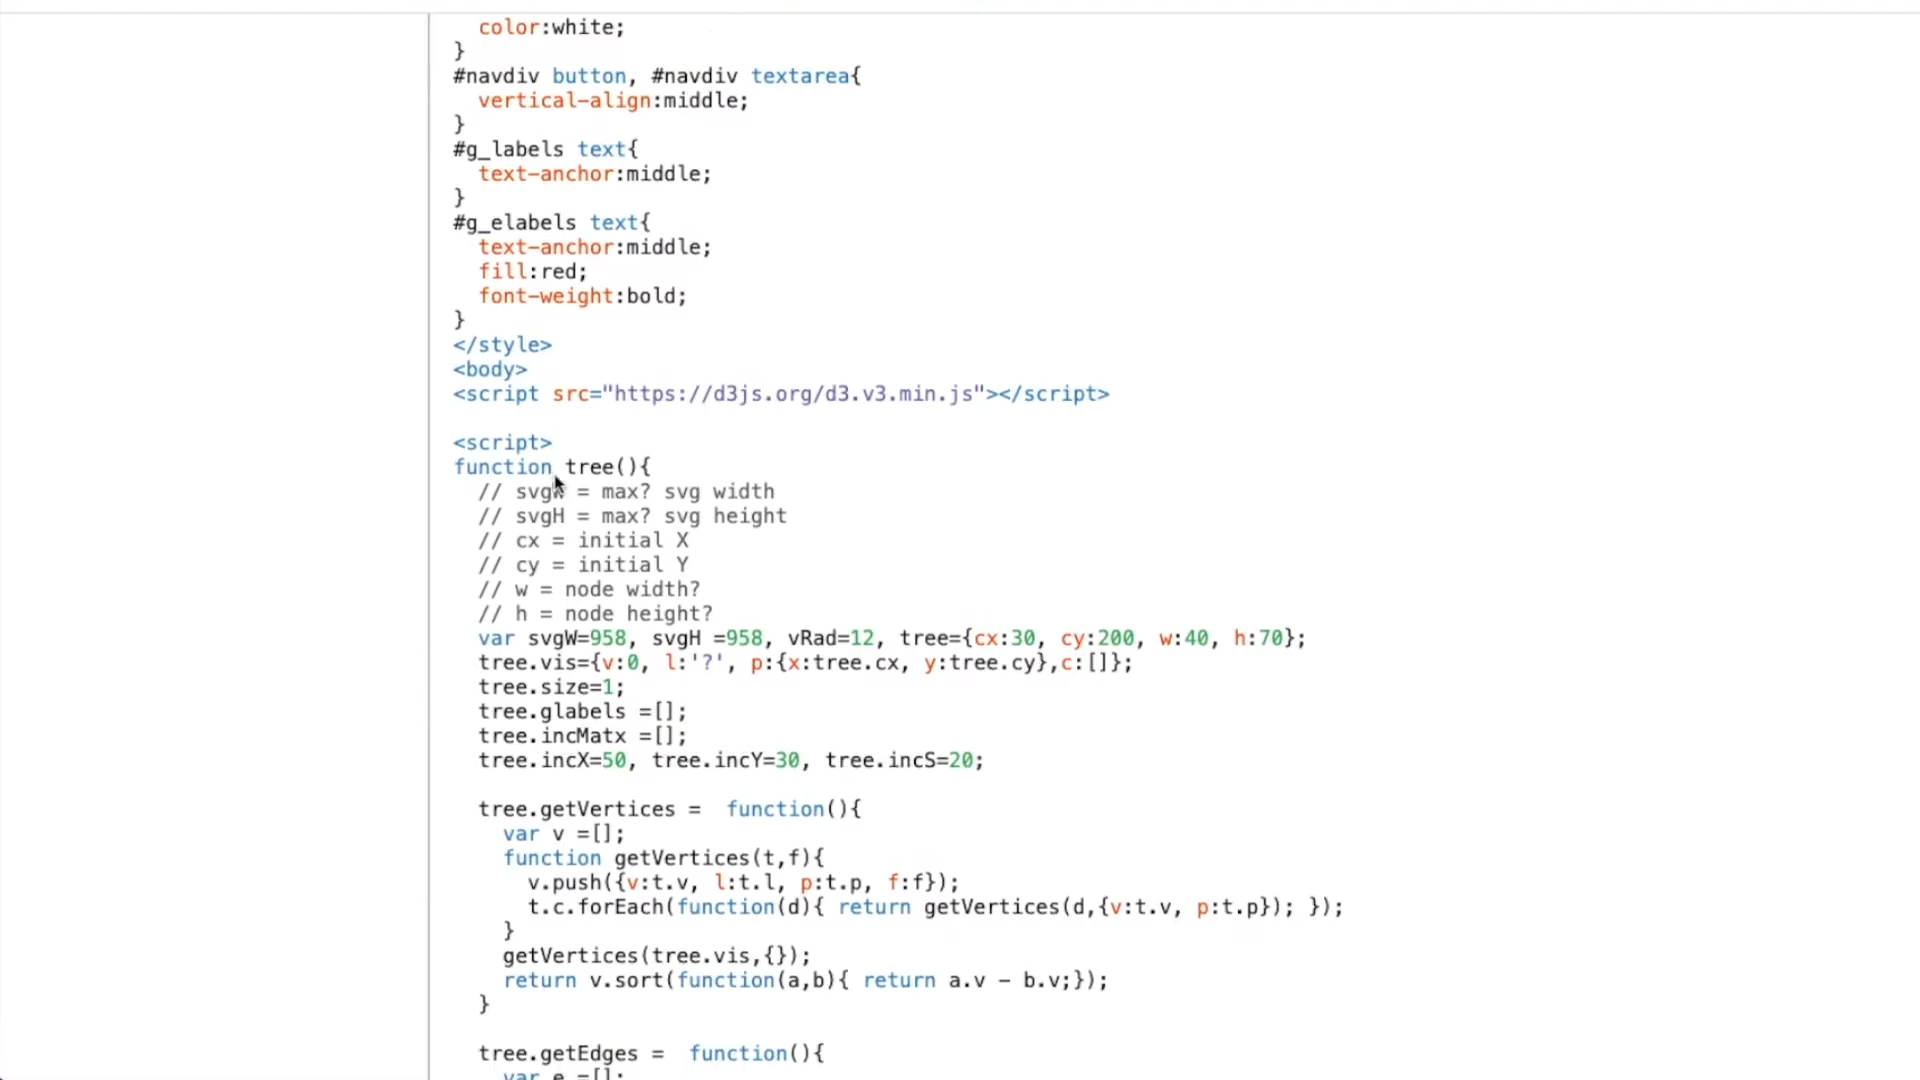 color:white;
}
#navdiv button, #navdiv textarea{
vertical-align:middle;
}
#g_labels text{
text-anchor:middle;
}
#g_elabels text{
text-anchor:middle;
fill:red;
font-weight:bold;
}
</style>
<body>
<script src="https://d3js.org/d3.v3.min.js"></script>
<script>
function tree(){
// svgW = max? svg width
// svgH = max? svg height
// cx = initial X
// cy = initial Y
// w = node width?
// h = node height?
var svgW=958, svgH =958, vRad=12, tree={cx:30, cy:200, w:40, h:70};
tree.vis={v:0, l:'?', p:{x:tree.cx, y:tree.cy},c:[]};
tree.size=1;
tree.glabels =[];
tree.incMatx =[];
tree.incX=50, tree.incY=30, tree.incS=20;
tree.getVertices =  function(){
var v =[];
function getVertices(t,f){
v.push({v:t.v, l:t.l, p:t.p, f:f});
t.c.forEach(function(d){ return getVertices(d,{v:t.v, p:t.p}); });
}
getVertices(tree.vis,{});
return v.sort(function(a,b){ return a.v - b.v;});
}
tree.getEdges =  function(){
var e =[];